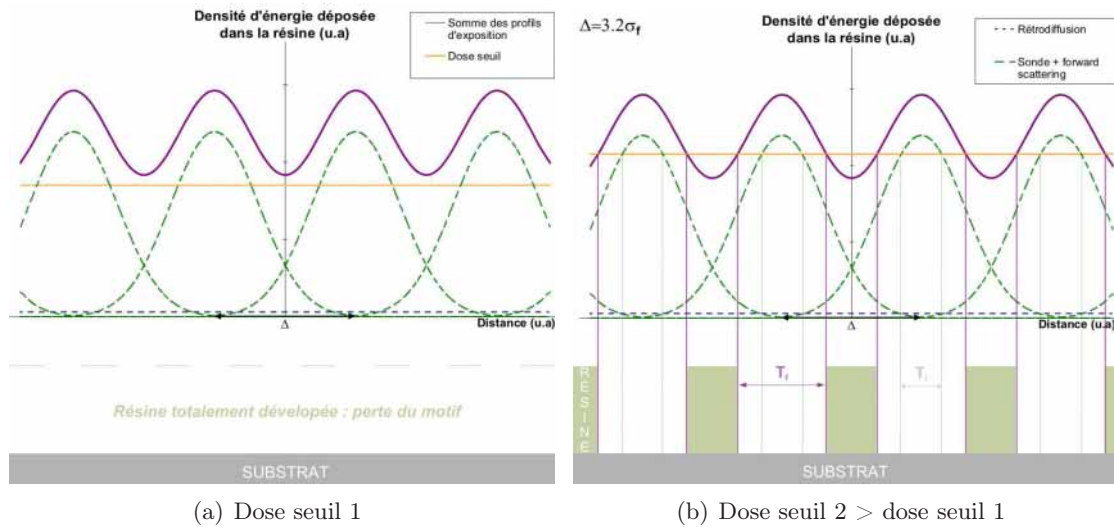 Densité d'énergie déposée
dans la résine (u.a)
Somme des profils
d'exposition
Dose seuil
Δ
Distance (u.a)
Résine totalement dévelopée : perte du motif
SUBSTRAT
(a) Dose seuil 1
Δ=3.2σf
Densité d'énergie déposée
dans la résine (u.a)
Rétrodiffusion
Sonde + forward
scattering
Δ
Distance (u.a)
RÉSINE
Tf
Ti
SUBSTRAT
(b) Dose seuil 2 > dose seuil 1